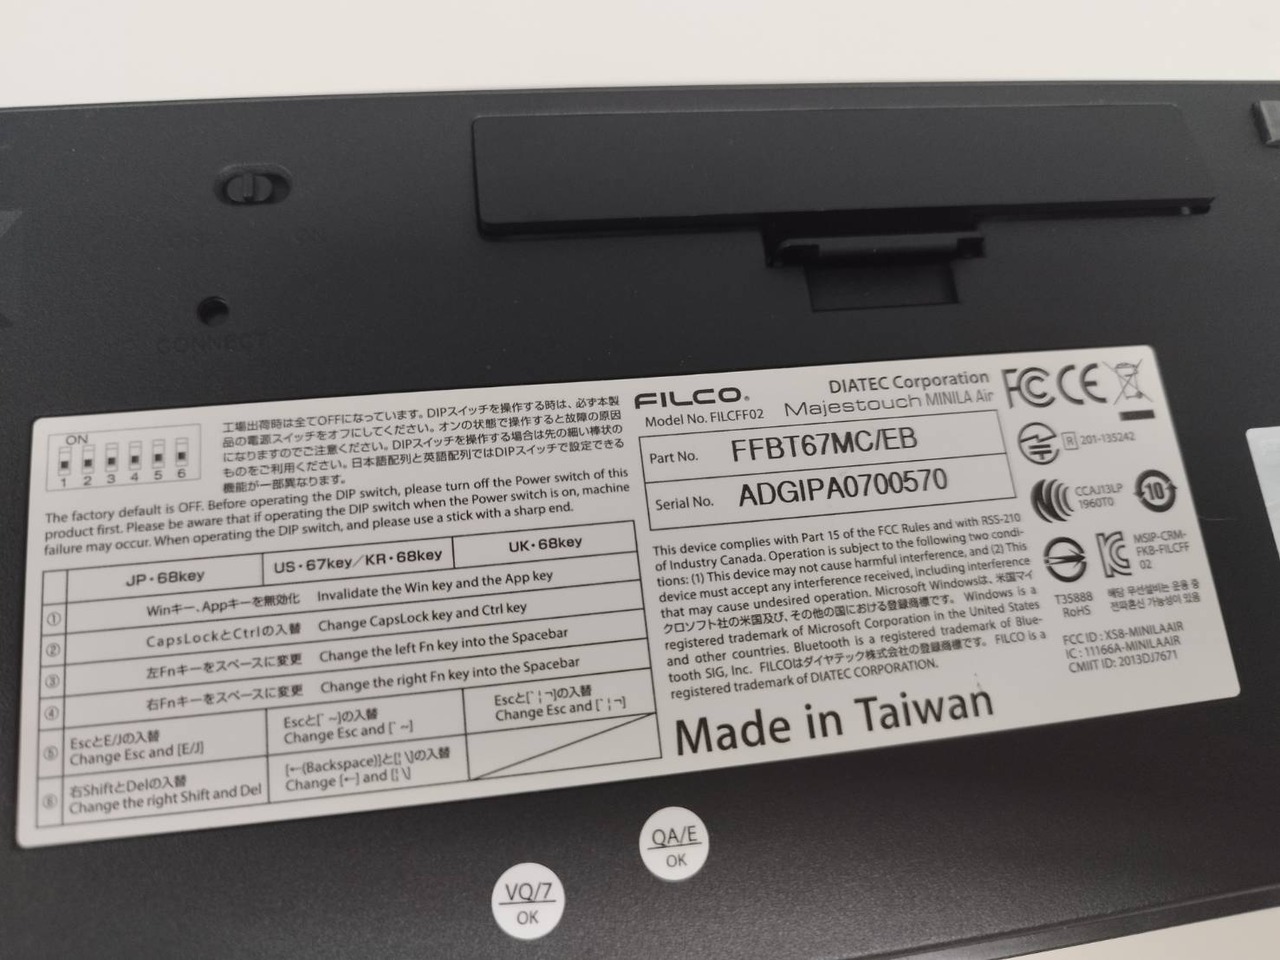 CONNECT
ON
1 2 3 4 5 6
工場出荷時は全てOFFになっています。DIPスイッチを操作する時は、必ず本製
品の電源スイッチをオフにしてください。オンの状態で操作すると故障の原因
になりますのでご注意ください。DIPスイッチを操作する場合は先の細い棒状の
ものをご利用ください。日本語配列と英語配列ではDIPスイッチで設定できる
機能が一部異なります。
The factory default is OFF. Before operating the DIP switch, please turn off the Power switch of this
product first. Please be aware that if operating the DIP switch when the Power switch is on, machine
failure may occur. When operating the DIP switch, and please use a stick with a sharp end.
JP・68key US・67key/KR・68key UK・68key
① Winキー、Appキーを無効化 Invalidate the Win key and the App key
② CapsLockとCtrlの入替 Change CapsLock key and Ctrl key
③ 左Fnキーをスペースに変更 Change the left Fn key into the Spacebar
④ 右Fnキーをスペースに変更 Change the right Fn key into the Spacebar
⑤ EscとE/Jの入替 Escと[` ~]の入替 Escと[` ¦ ¬]の入替
Change Esc and [E/J] Change Esc and [` ~] Change Esc and [` ¦ ¬]
⑥ 右ShiftとDelの入替 [←(Backspace)]と[¦ \]の入替
Change the right Shift and Del Change [←] and [¦ \]
FILCO®
DIATEC Corporation
Model No. FILCFF02 Majestouch MINILA Air
Part No. FFBT67MC/EB
Serial No. ADGIPA0700570
This device complies with Part 15 of the FCC Rules and with RSS-210
of Industry Canada. Operation is subject to the following two condi-
tions: (1) This device may not cause harmful interference, and (2) This
device must accept any interference received, including interference
that may cause undesired operation. Microsoft Windowsは、米国マイ
クロソフト社の米国及び、その他の国における登録商標です。 Windows is a
registered trademark of Microsoft Corporation in the United States
and other countries. Bluetooth is a registered trademark of Blue-
tooth SIG, Inc. FILCOはダイヤテック株式会社の登録商標です。 FILCO is a
registered trademark of DIATEC CORPORATION.
Made in Taiwan
FC CE
R 201-135242
CCAJ13LP
1960T0
10
MSIP-CRM-
FKB-FILCFF
02
T35888
RoHS
해당 무선설비는 운용 중
전파혼신 가능성이 있음
FCC ID : XS8-MINILAAIR
IC : 11166A-MINILAAIR
CMIIT ID: 2013DJ7671
QA/E
OK
VQ/7
OK